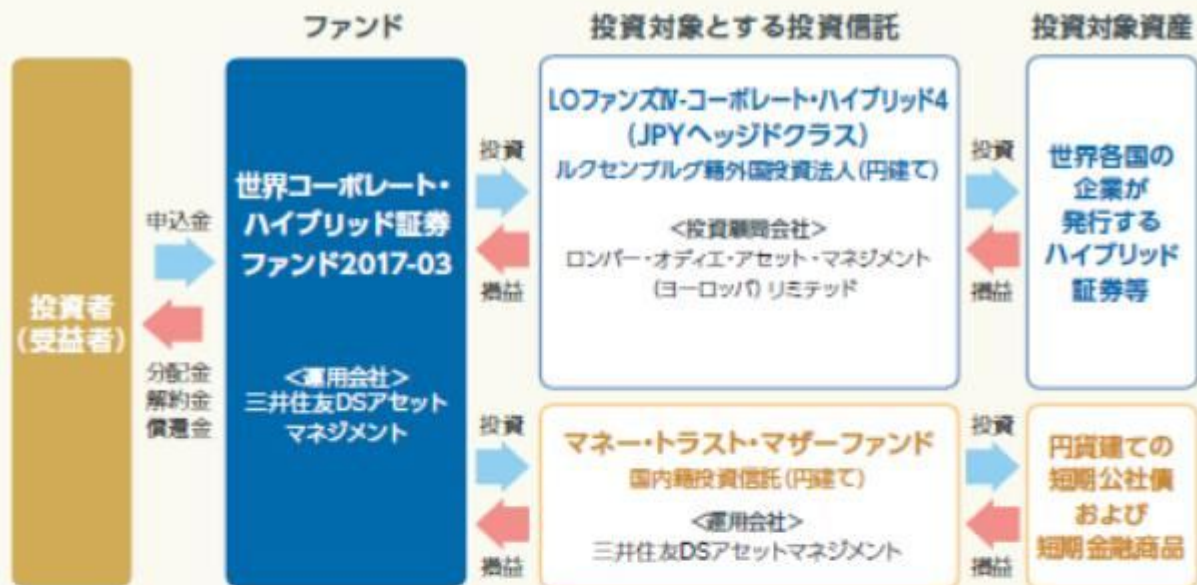 ファンド
投資対象とする投資信託
投資対象資産
投資者
(受益者)
申込金
分配金
解約金
償還金
世界コーポレート・
ハイブリッド証券
ファンド2017-03
<運用会社>
三井住友DSアセット
マネジメント
投資
損益
LOファンズⅣ-コーポレート・ハイブリッド4
(JPYヘッジドクラス)
ルクセンブルグ籍外国投資法人(円建て)
<投資顧問会社>
ロンバー・オディエ・アセット・マネジメント
(ヨーロッパ) リミテッド
投資
損益
世界各国の
企業が
発行する
ハイブリッド
証券等
投資
損益
マネー・トラスト・マザーファンド
国内籍投資信託(円建て)
<運用会社>
三井住友DSアセットマネジメント
投資
損益
円貨建ての
短期公社債
および
短期金融商品